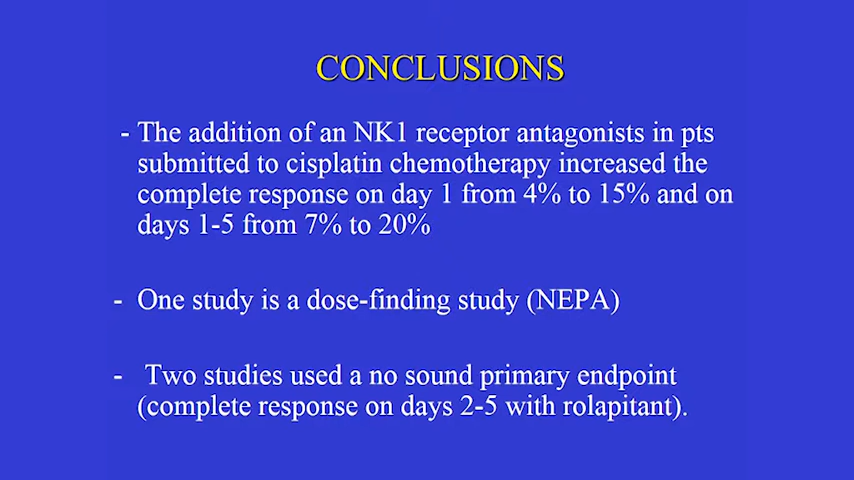 CONCLUSIONS
- The addition of an NK1 receptor antagonists in pts
submitted to cisplatin chemotherapy increased the
complete response on day 1 from 4% to 15% and on
days 1-5 from 7% to 20%
- One study is a dose-finding study (NEPA)
- Two studies used a no sound primary endpoint
(complete response on days 2-5 with rolapitant).